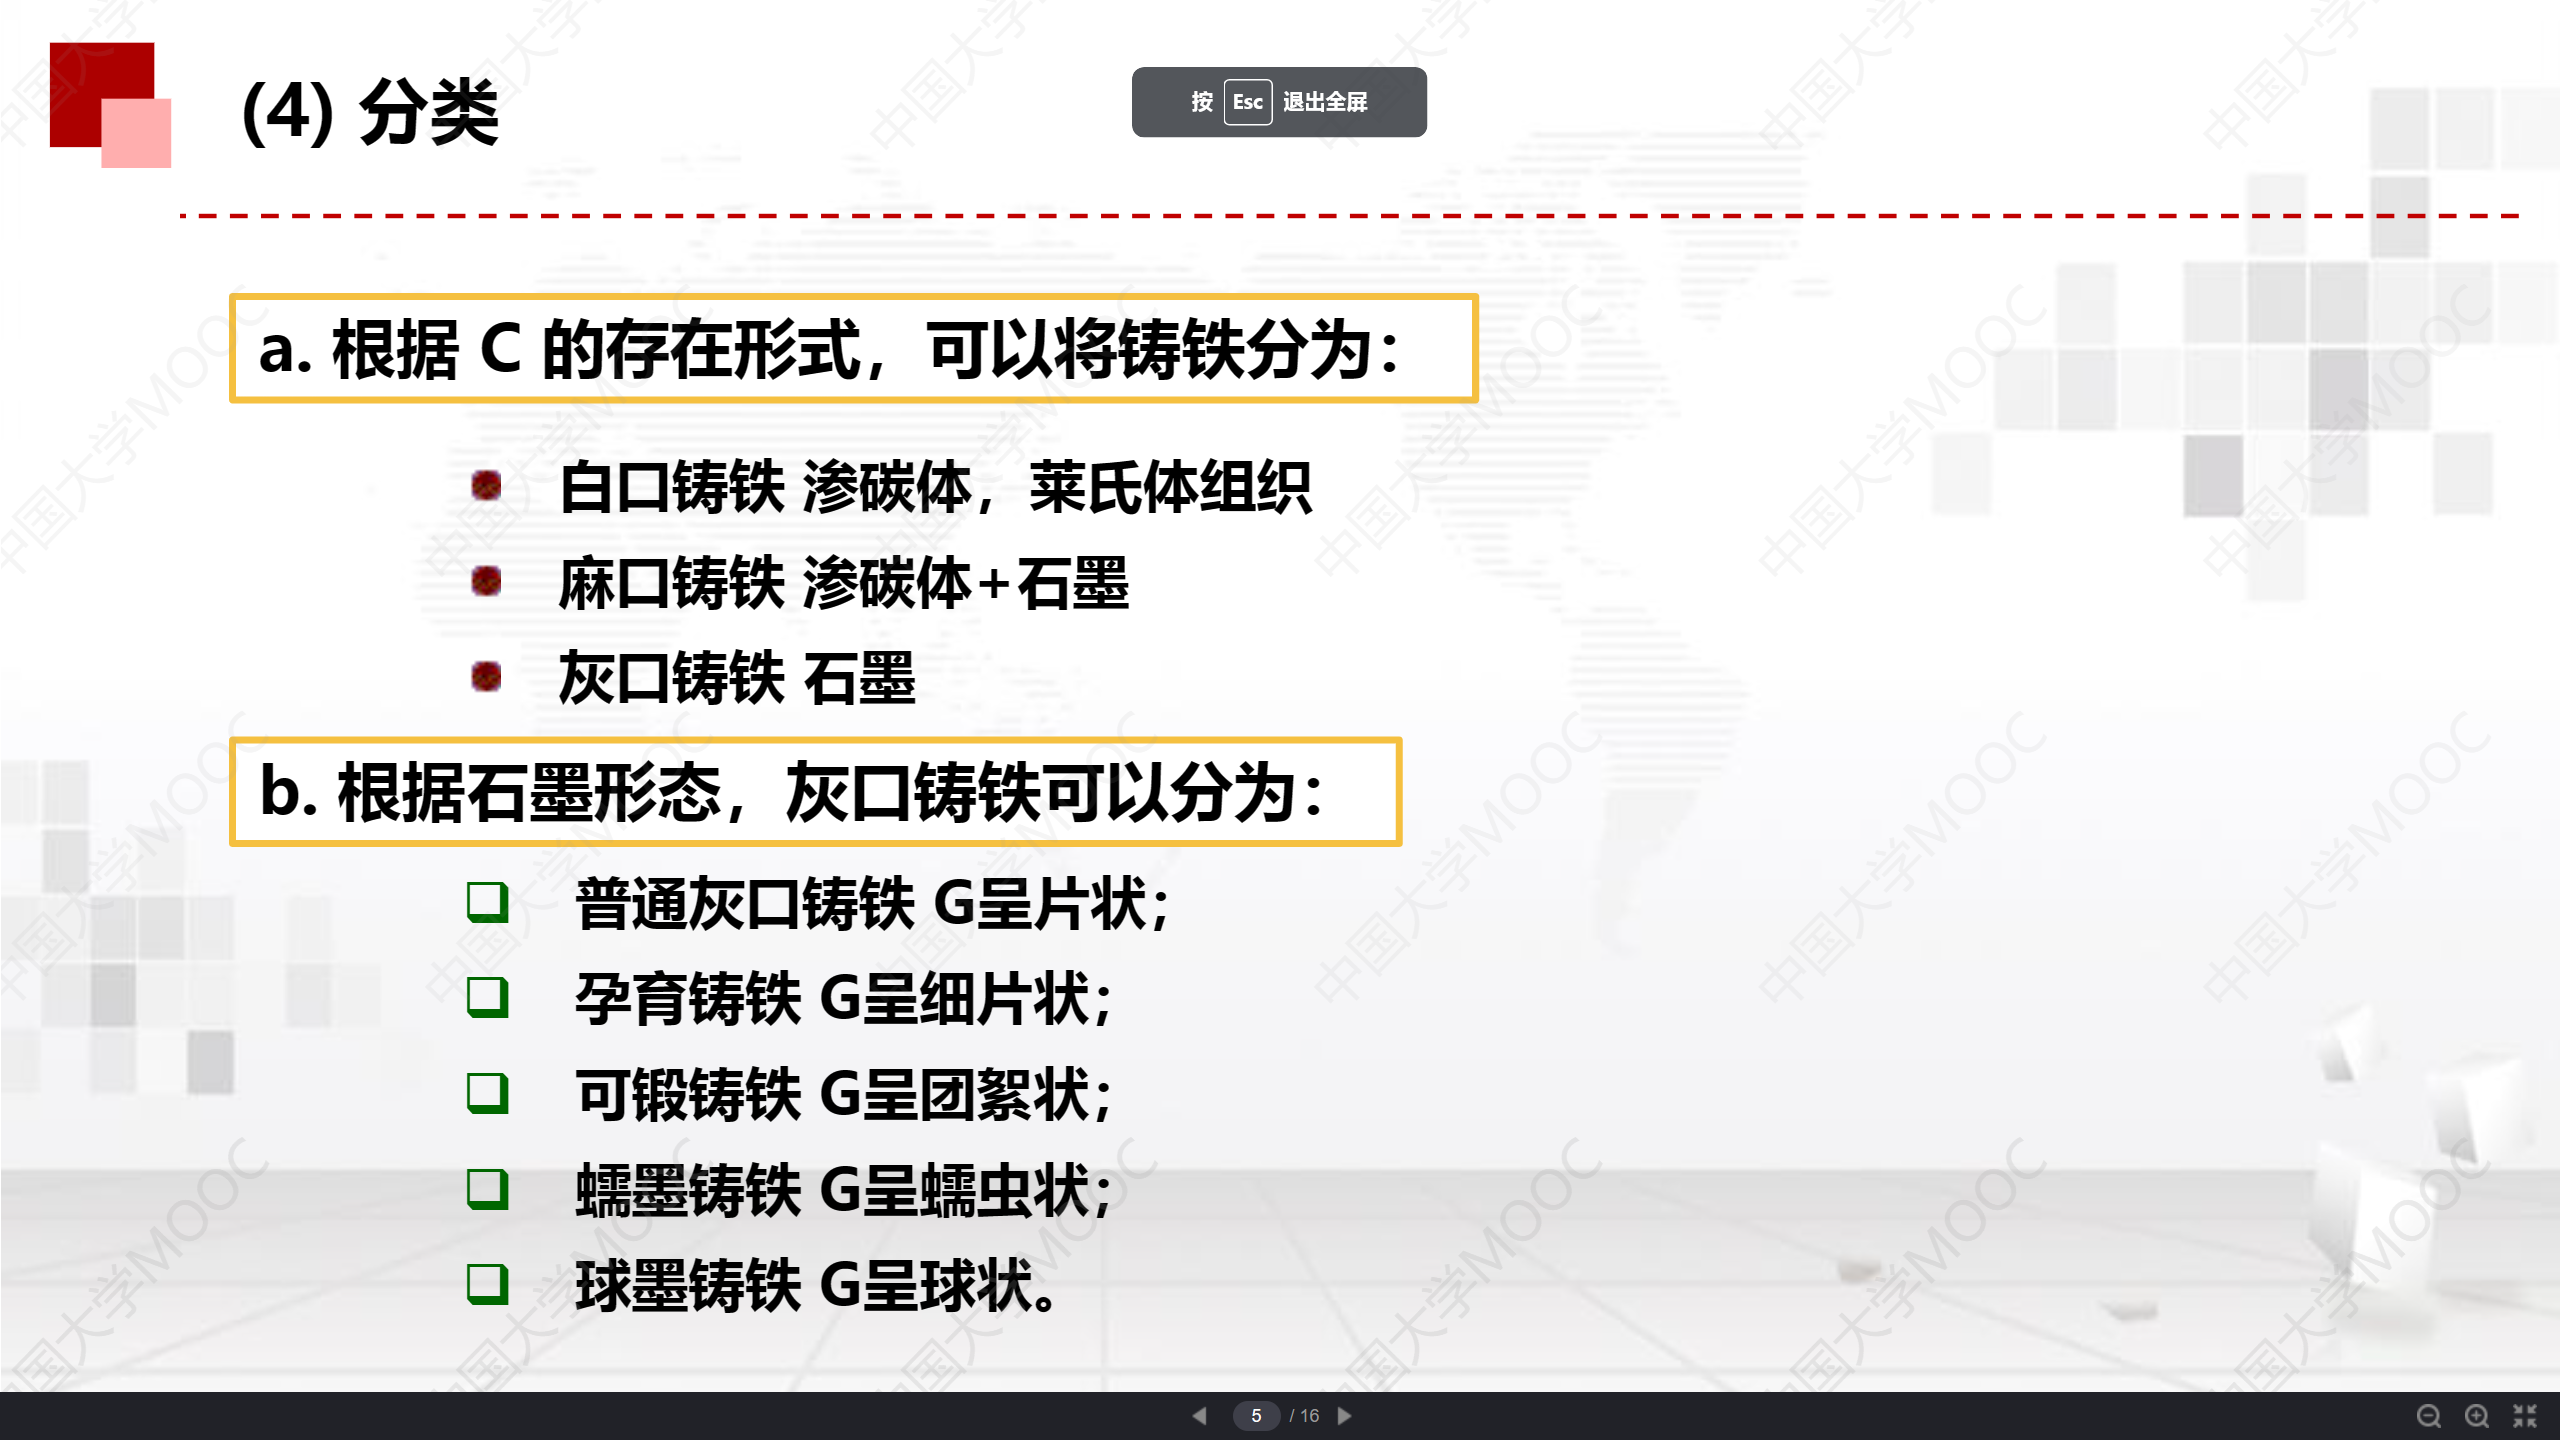 (4) 分类
按 Esc 退出全屏
a. 根据 C 的存在形式，可以将铸铁分为：
白口铸铁 渗碳体，莱氏体组织
麻口铸铁 渗碳体+石墨
灰口铸铁 石墨
b. 根据石墨形态，灰口铸铁可以分为：
普通灰口铸铁 G呈片状；
孕育铸铁 G呈细片状；
可锻铸铁 G呈团絮状；
蠕墨铸铁 G呈蠕虫状；
球墨铸铁 G呈球状。
中国大学MOOC
5 / 16